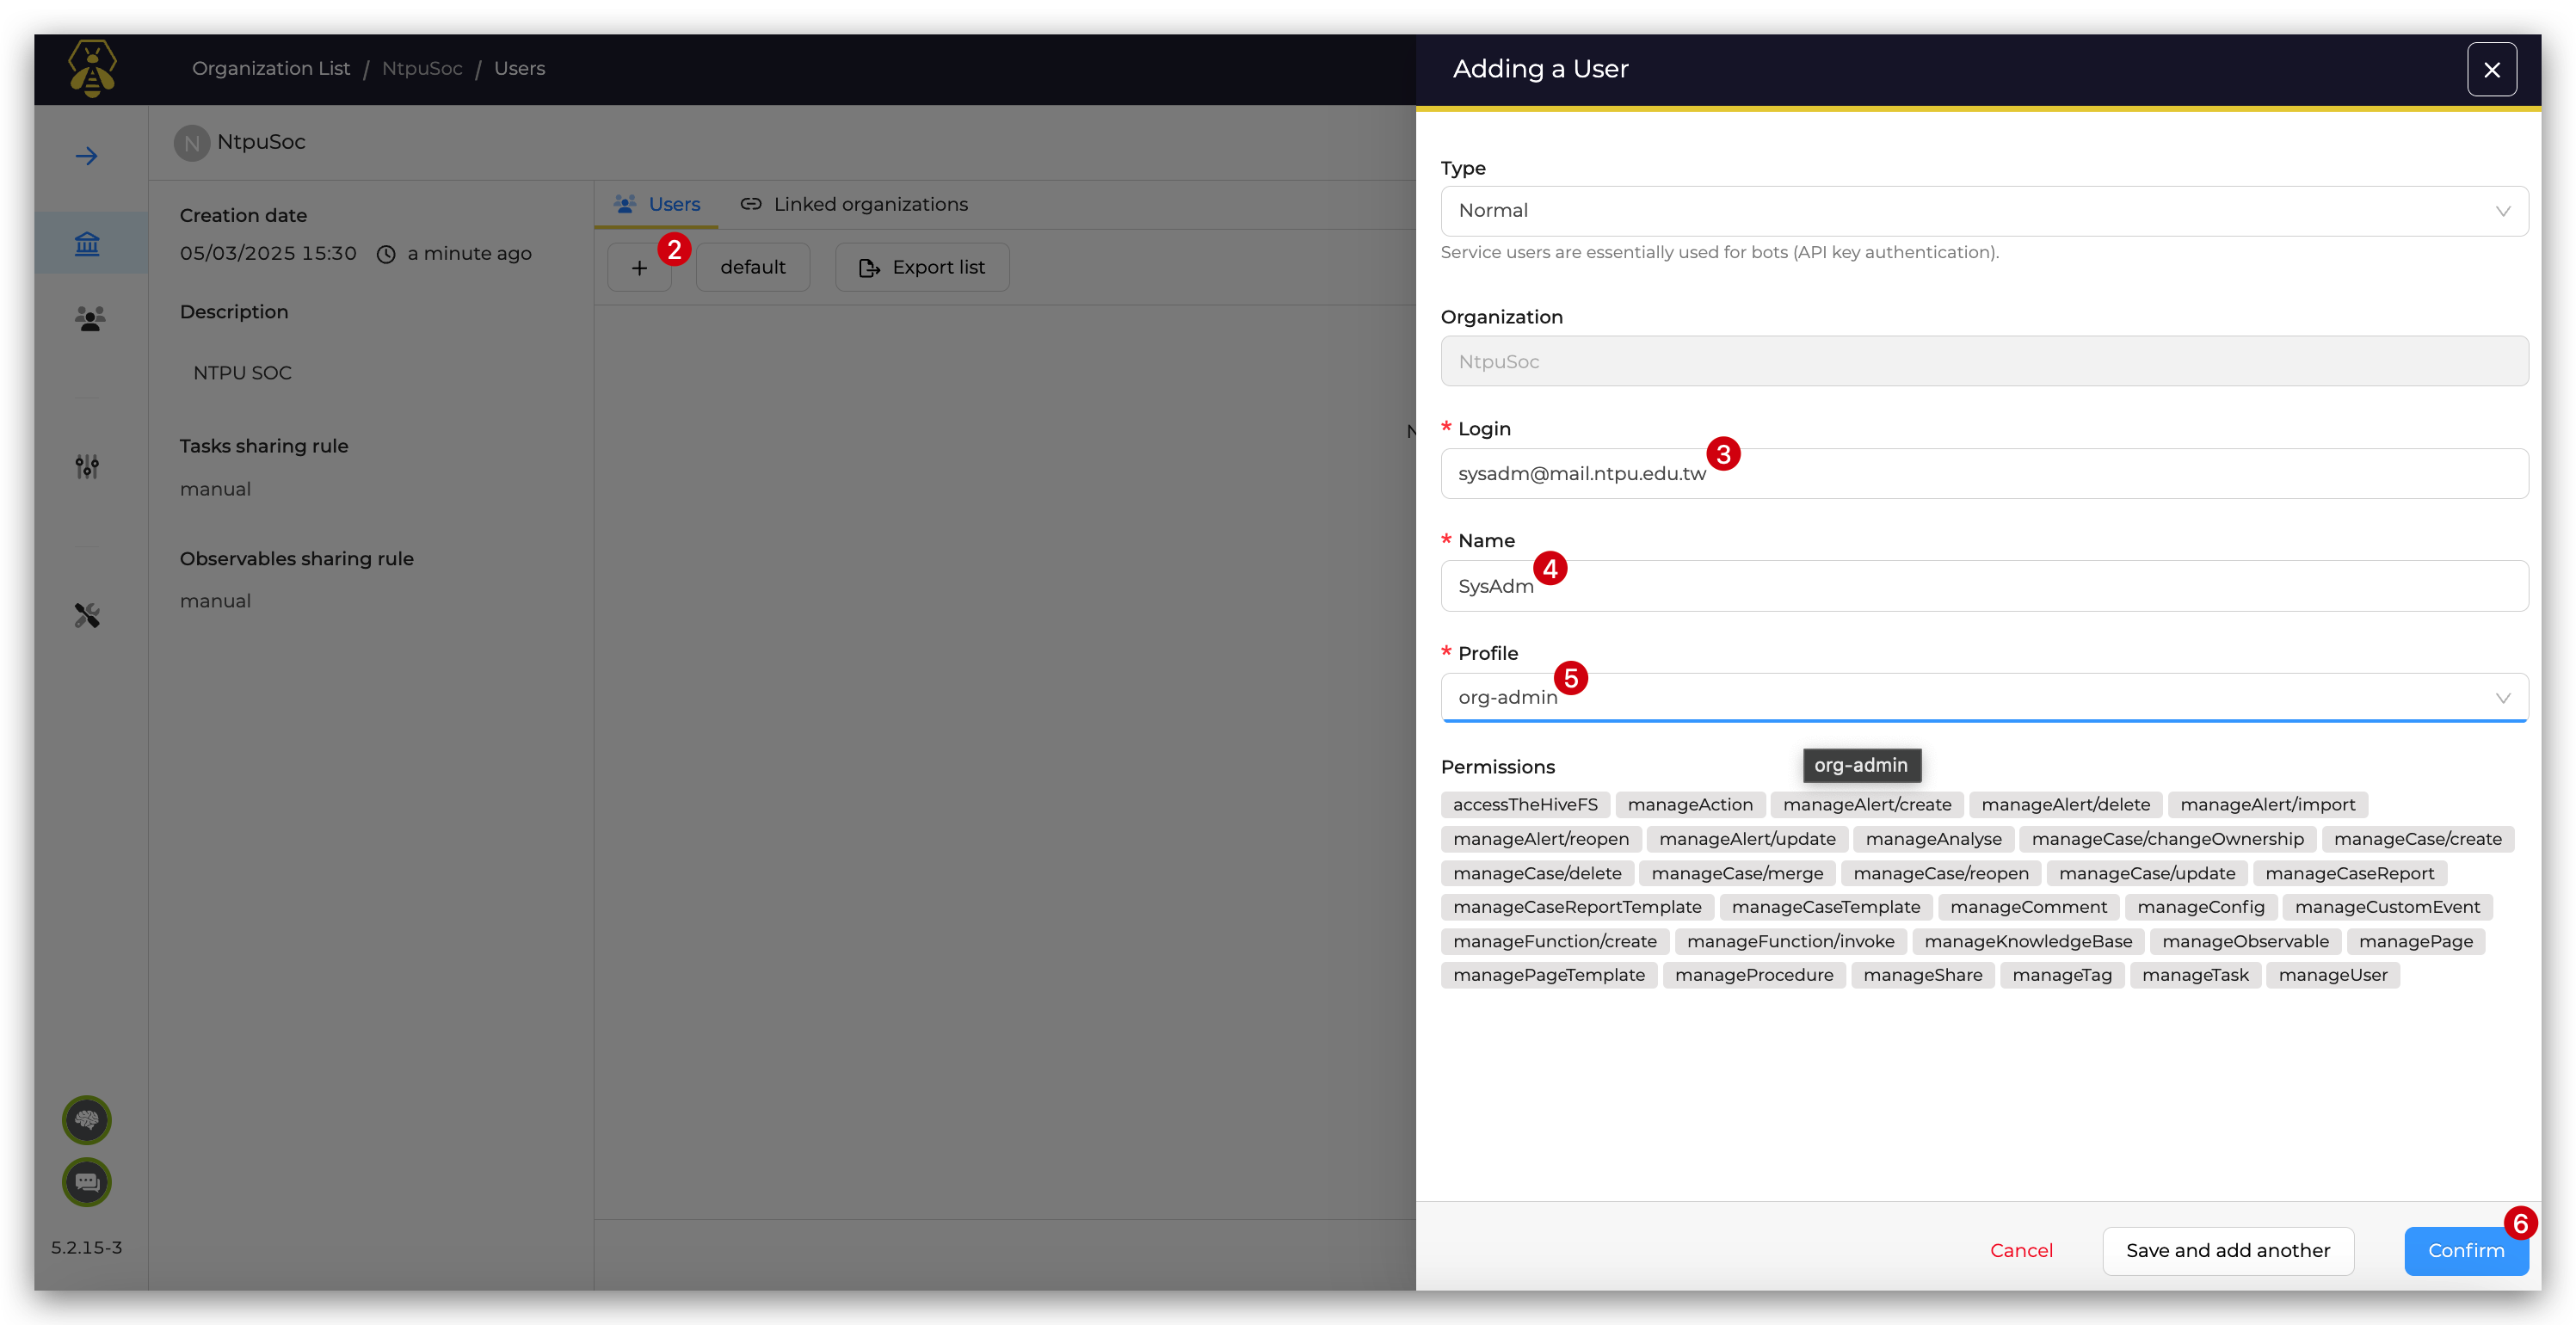 Organization List / NtpuSoc / Users
N NtpuSoc
Creation date
05/03/2025 15:30 a minute ago
Description
NTPU SOC
Tasks sharing rule
manual
Observables sharing rule
manual
5.2.15-3
Users Linked organizations
+ 2 default Export list
N
Adding a User
Type
Normal
Service users are essentially used for bots (API key authentication).
Organization
NtpuSoc
* Login
sysadm@mail.ntpu.edu.tw 3
* Name
SysAdm 4
* Profile
org-admin 5
Permissions
org-admin
accessTheHiveFS manageAction manageAlert/create manageAlert/delete manageAlert/import
manageAlert/reopen manageAlert/update manageAnalyse manageCase/changeOwnership manageCase/create
manageCase/delete manageCase/merge manageCase/reopen manageCase/update manageCaseReport
manageCaseReportTemplate manageCaseTemplate manageComment manageConfig manageCustomEvent
manageFunction/create manageFunction/invoke manageKnowledgeBase manageObservable managePage
managePageTemplate manageProcedure manageShare manageTag manageTask manageUser
Cancel Save and add another Confirm 6